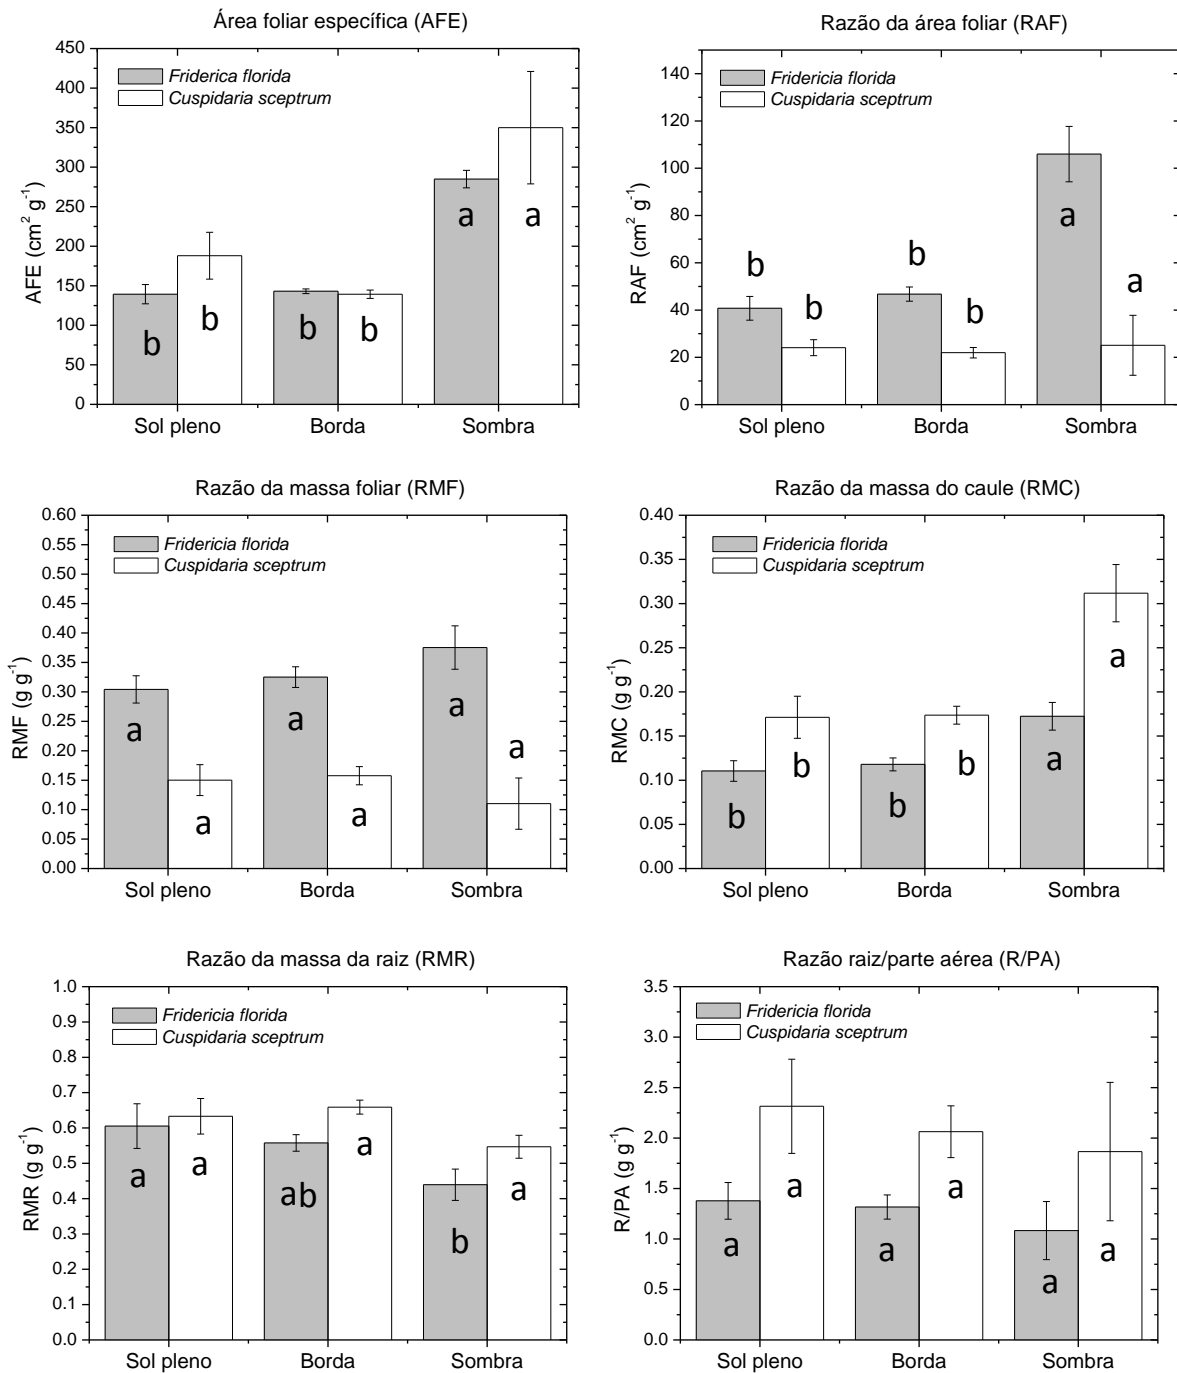 Área foliar específica (AFE)
450
400
350
300
250
200
150
100
50
0
AFE (cm² g⁻¹)
Friderica florida
Cuspidaria sceptrum
b
b
b
b
a
a
Sol pleno
Borda
Sombra
Razão da área foliar (RAF)
140
120
100
80
60
40
20
0
RAF (cm² g⁻¹)
Fridericia florida
Cuspidaria sceptrum
b
b
b
b
a
a
Sol pleno
Borda
Sombra
Razão da massa foliar (RMF)
0.60
0.55
0.50
0.45
0.40
0.35
0.30
0.25
0.20
0.15
0.10
0.05
0.00
RMF (g g⁻¹)
Fridericia florida
Cuspidaria sceptrum
a
a
a
a
a
a
Sol pleno
Borda
Sombra
Razão da massa do caule (RMC)
0.40
0.35
0.30
0.25
0.20
0.15
0.10
0.05
0.00
RMC (g g⁻¹)
Fridericia florida
Cuspidaria sceptrum
b
b
b
b
a
a
Sol pleno
Borda
Sombra
Razão da massa da raiz (RMR)
1.0
0.9
0.8
0.7
0.6
0.5
0.4
0.3
0.2
0.1
0.0
RMR (g g⁻¹)
Fridericia florida
Cuspidaria sceptrum
a
a
ab
a
b
a
Sol pleno
Borda
Sombra
Razão raiz/parte aérea (R/PA)
3.5
3.0
2.5
2.0
1.5
1.0
0.5
0.0
R/PA (g g⁻¹)
Fridericia florida
Cuspidaria sceptrum
a
a
a
a
a
a
Sol pleno
Borda
Sombra